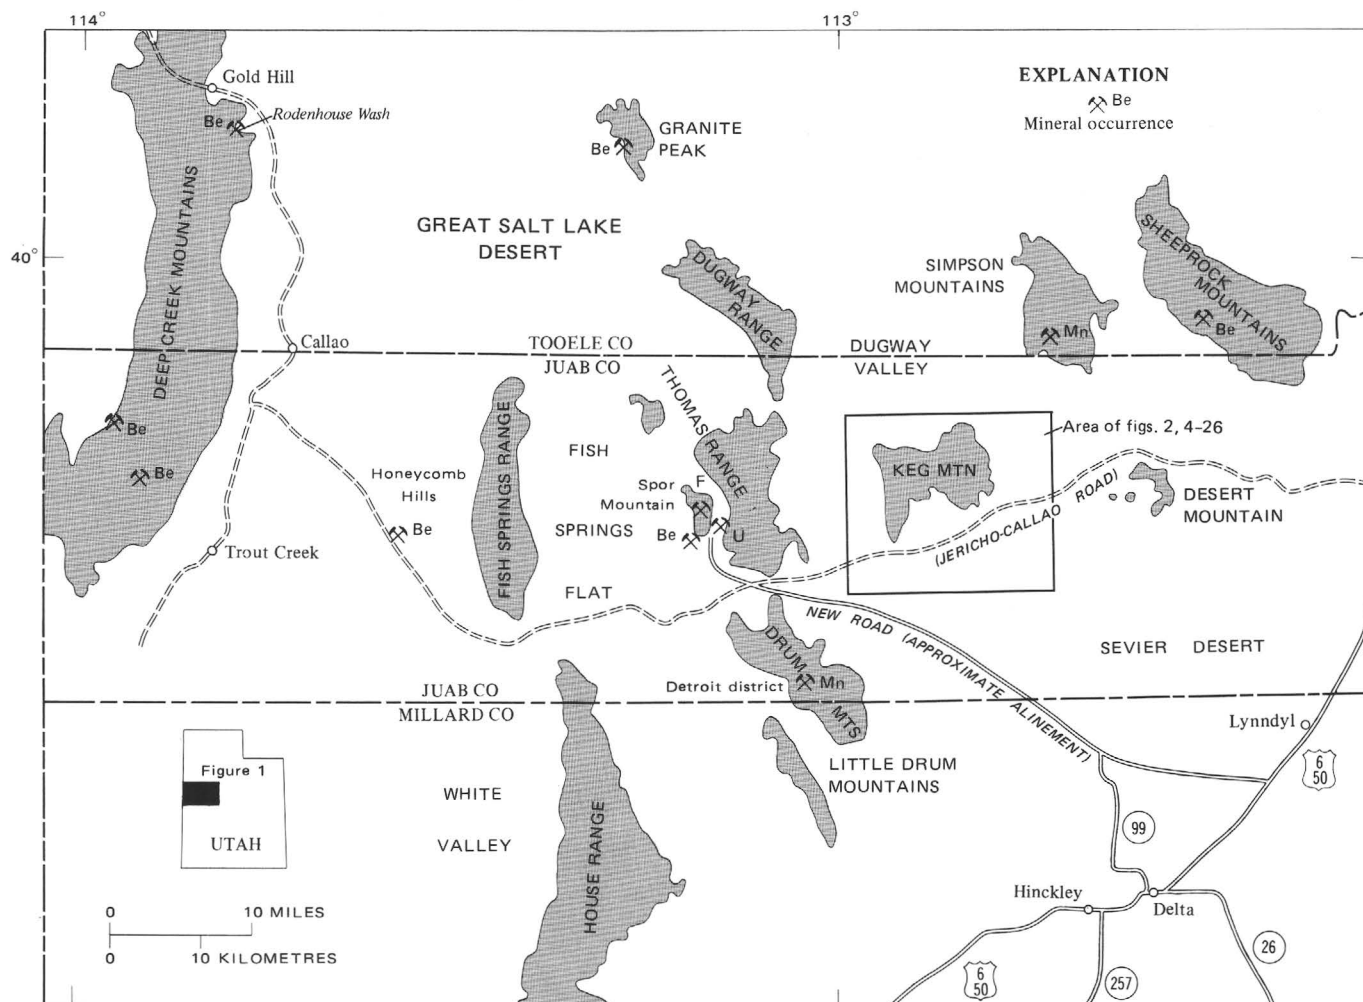 114°
113°
Gold Hill
EXPLANATION
Be
Mineral occurrence
Be
Rodenhouse Wash
GRANITE
PEAK
Be
DEEP CREEK MOUNTAINS
GREAT SALT LAKE
DESERT
40°
DUGWAY
RANGE
SIMPSON
MOUNTAINS
SHEEPROCK
MOUNTAINS
Mn
Be
Callao
TOOELE CO
JUAB CO
DUGWAY
VALLEY
THOMAS RANGE
Be
Be
FISH SPRINGS RANGE
FISH
SPRINGS
FLAT
Honeycomb
Hills
Be
Spor
Mountain
F
Be
U
Area of figs. 2, 4-26
KEG MTN
(JERICHO-CALLAO ROAD)
DESERT
MOUNTAIN
Trout Creek
NEW ROAD (APPROXIMATE ALINEMENT)
SEVIER DESERT
DRUM
MTS
Detroit district
Mn
JUAB CO
MILLARD CO
Lynndyl
6
50
LITTLE DRUM
MOUNTAINS
Figure 1
UTAH
WHITE
VALLEY
HOUSE RANGE
99
Hinckley
Delta
0 10 MILES
0 10 KILOMETRES
26
6
50
257